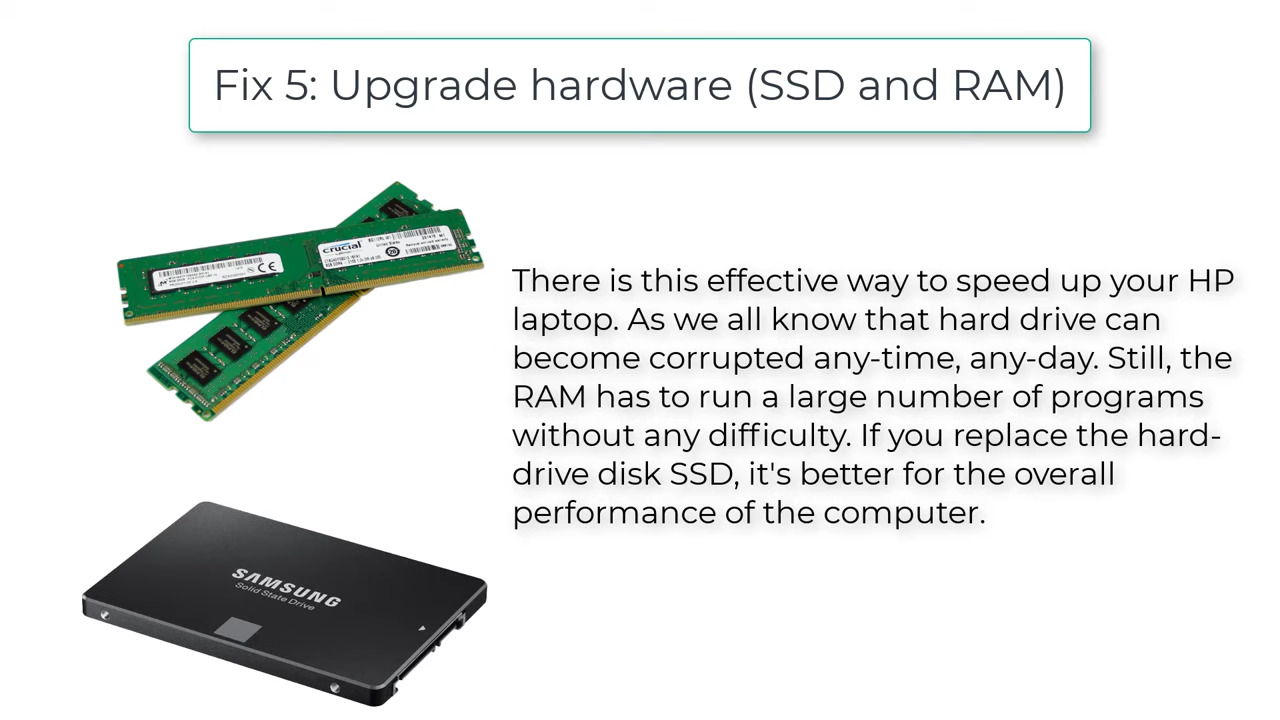 Fix 5: Upgrade hardware (SSD and RAM)
crucial
CE
There is this effective way to speed up your HP
laptop. As we all know that hard drive can
become corrupted any-time, any-day. Still, the
RAM has to run a large number of programs
without any difficulty. If you replace the hard-
drive disk SSD, it's better for the overall
performance of the computer.
SAMSUNG
Solid State Drive